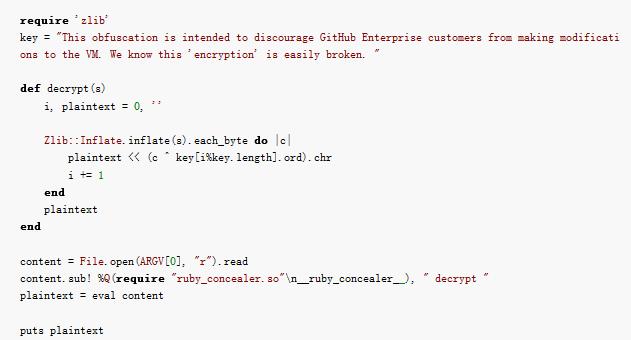 require 'zlib'
key = "This obfuscation is intended to discourage GitHub Enterprise customers from making modificati
ons to the VM. We know this 'encryption' is easily broken. "
def decrypt(s)
    i, plaintext = 0, ''
    Zlib::Inflate.inflate(s).each_byte do |c|
        plaintext << (c ^ key[i%key.length].ord).chr
        i += 1
    end
    plaintext
end
content = File.open(ARGV[0], "r").read
content.sub! %Q(require "ruby_concealer.so"\n__ruby_concealer__), " decrypt "
plaintext = eval content
puts plaintext